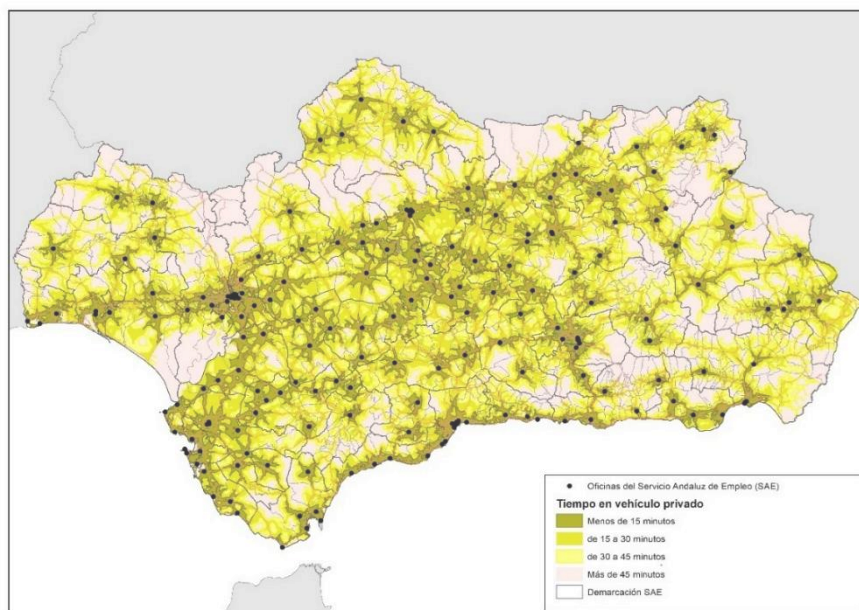 Oficinas del Servicio Andaluz de Empleo (SAE)
Tiempo en vehículo privado
Menos de 15 minutos
de 15 a 30 minutos
de 30 a 45 minutos
Más de 45 minutos
Demarcación SAE